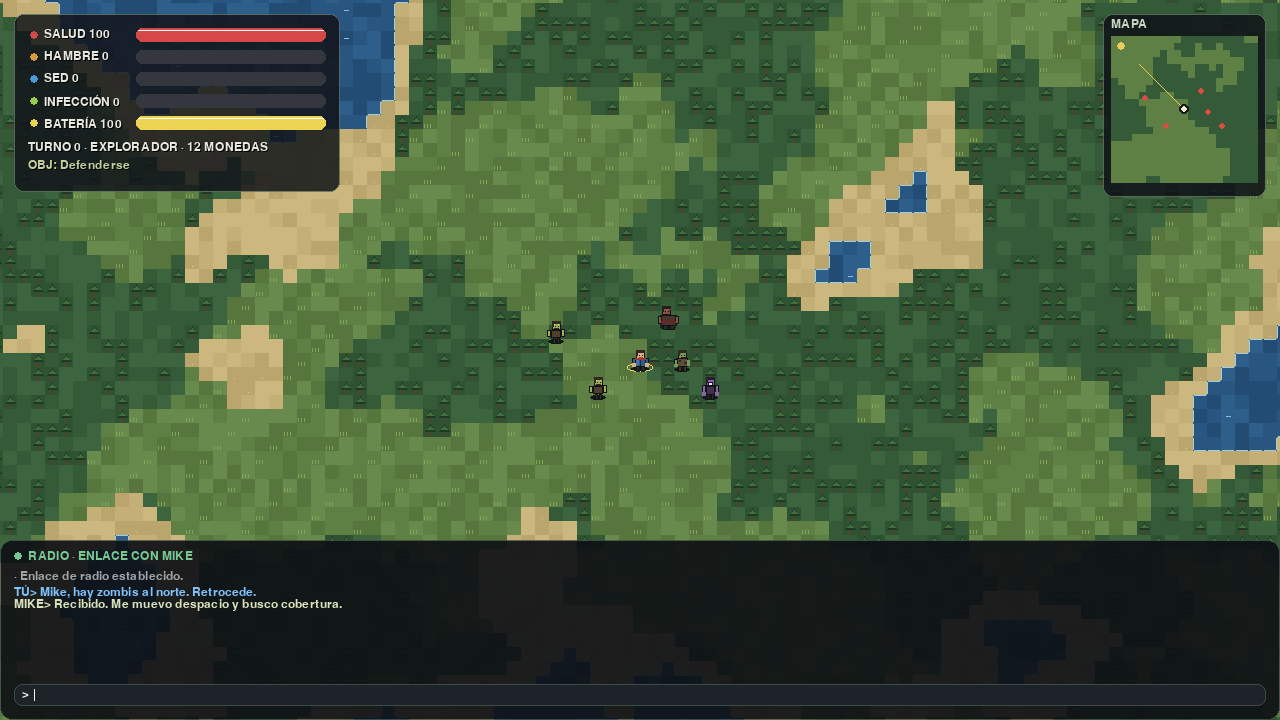 SALUD 100
HAMBRE 0
SED 0
INFECCIÓN 0
BATERÍA 100
TURNO 0 · EXPLORADOR · 12 MONEDAS
OBJ: Defenderse
MAPA
RADIO · ENLACE CON MIKE
· Enlace de radio establecido.
TÚ> Mike, hay zombis al norte. Retrocede.
MIKE> Recibido. Me muevo despacio y busco cobertura.
> |